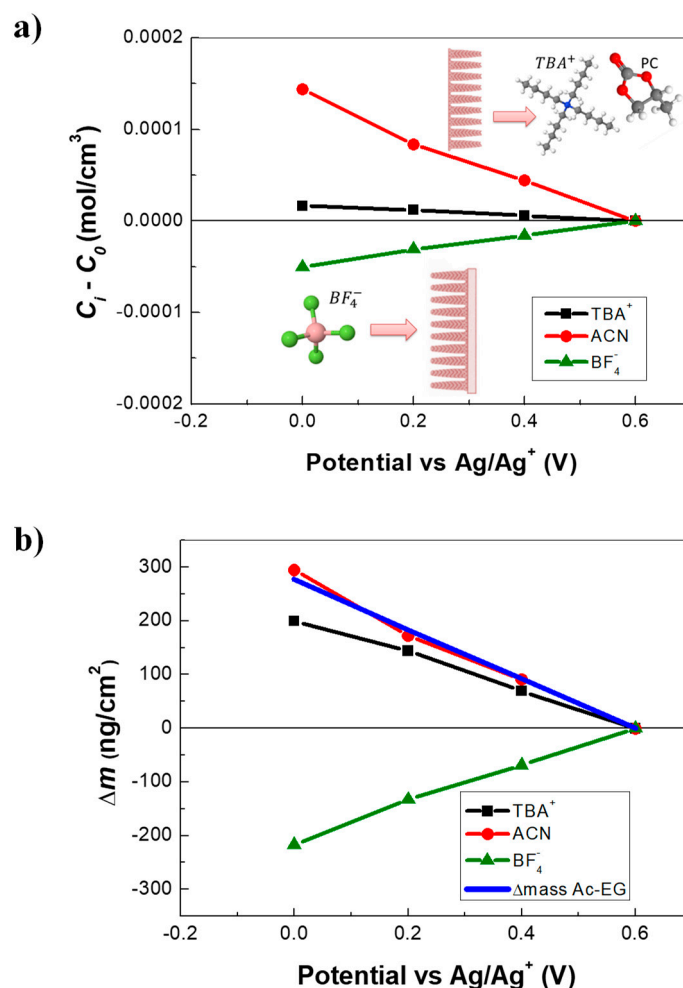 a)
0.0002
0.0001
0.0000
-0.0001
-0.0002
C_i - C_0 (mol/cm³)
TBA⁺
PC
BF₄⁻
TBA⁺
ACN
BF₄⁻
-0.2
0.0
0.2
0.4
0.6
Potential vs Ag/Ag⁺ (V)
b)
300
200
100
0
-100
-200
-300
Δm (ng/cm²)
TBA⁺
ACN
BF₄⁻
Δmass Ac-EG
-0.2
0.0
0.2
0.4
0.6
Potential vs Ag/Ag⁺ (V)